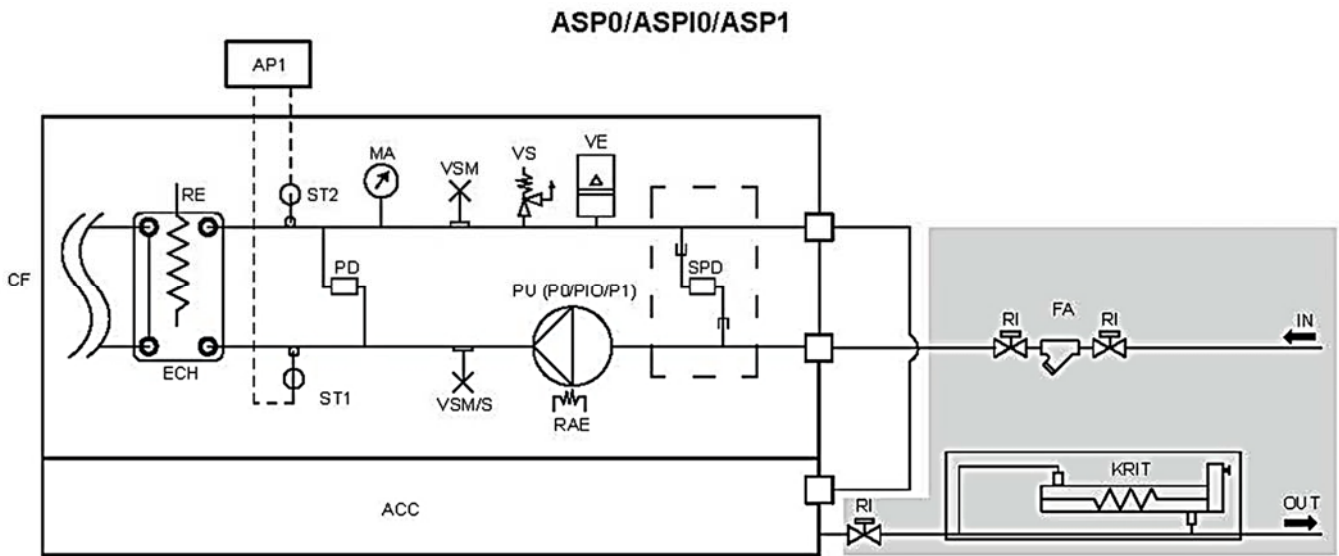 ASP0/ASPI0/ASP1
AP1
MA
VSM
VS
VE
RE
ST2
CF
PD
SPD
PU (P0/PI0/P1)
ECH
ST1
VSM/S
RAE
RI
FA
RI
IN
ACC
RI
KRIT
OUT